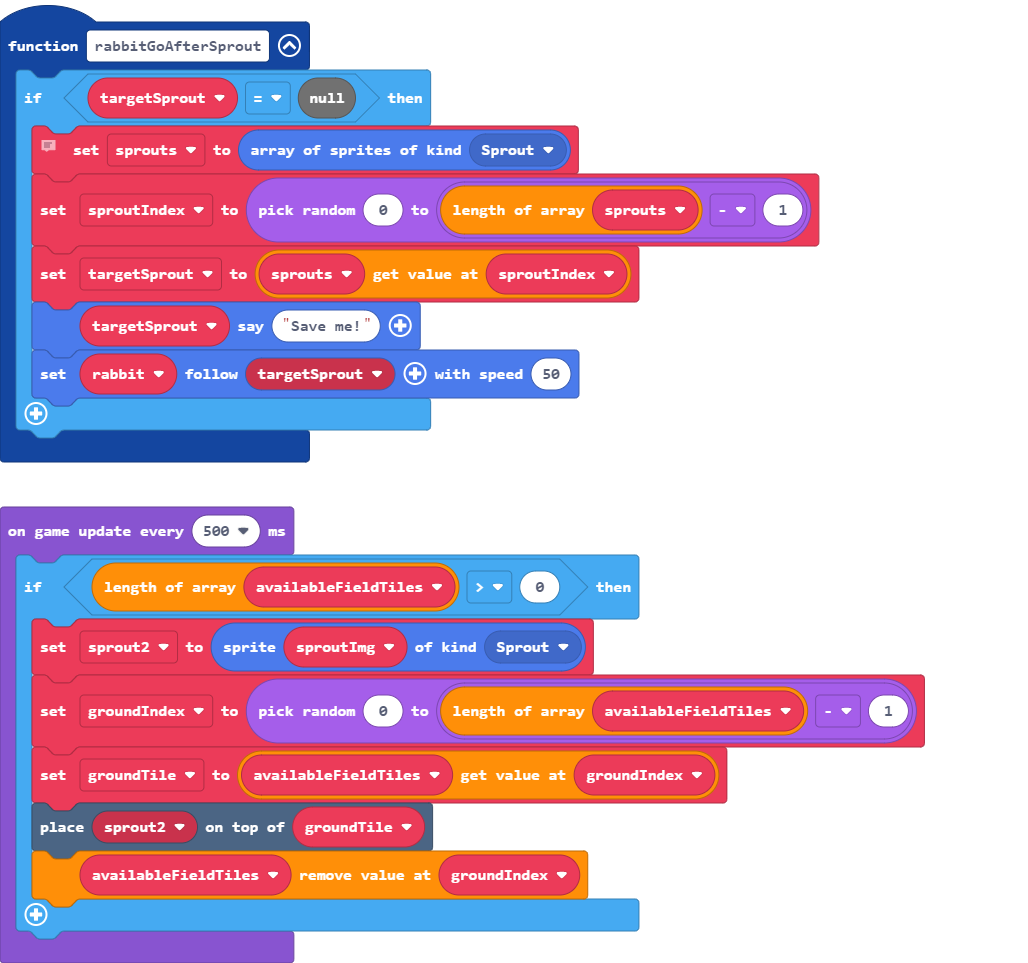 function rabbitGoAfterSprout
if targetSprout = null then
set sprouts to array of sprites of kind Sprout
set sproutIndex to pick random 0 to length of array sprouts - 1
set targetSprout to sprouts get value at sproutIndex
targetSprout say "Save me!"
set rabbit follow targetSprout with speed 50
on game update every 500 ms
if length of array availableFieldTiles > 0 then
set sprout2 to sprite sproutImg of kind Sprout
set groundIndex to pick random 0 to length of array availableFieldTiles - 1
set groundTile to availableFieldTiles get value at groundIndex
place sprout2 on top of groundTile
availableFieldTiles remove value at groundIndex